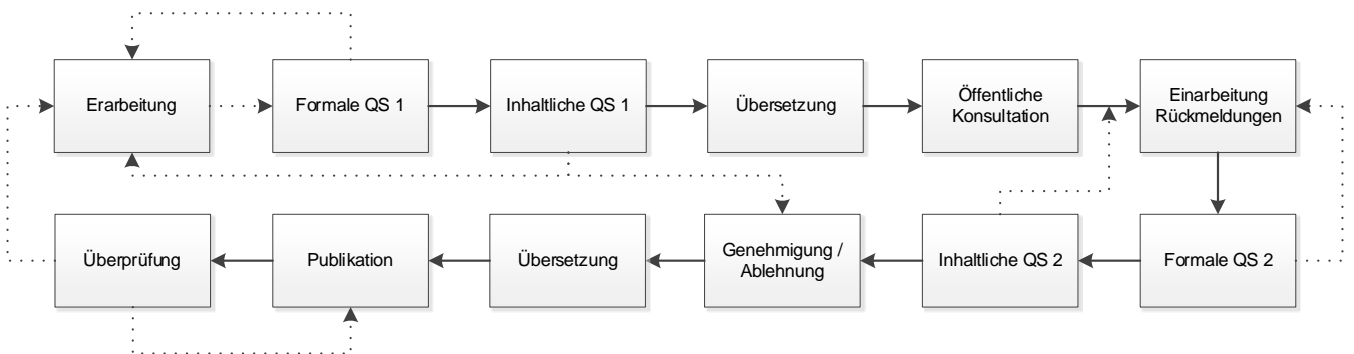 Erarbeitung
Formale QS 1
Inhaltliche QS 1
Übersetzung
Öffentliche
Konsultation
Einarbeitung
Rückmeldungen
Überprüfung
Publikation
Übersetzung
Genehmigung /
Ablehnung
Inhaltliche QS 2
Formale QS 2